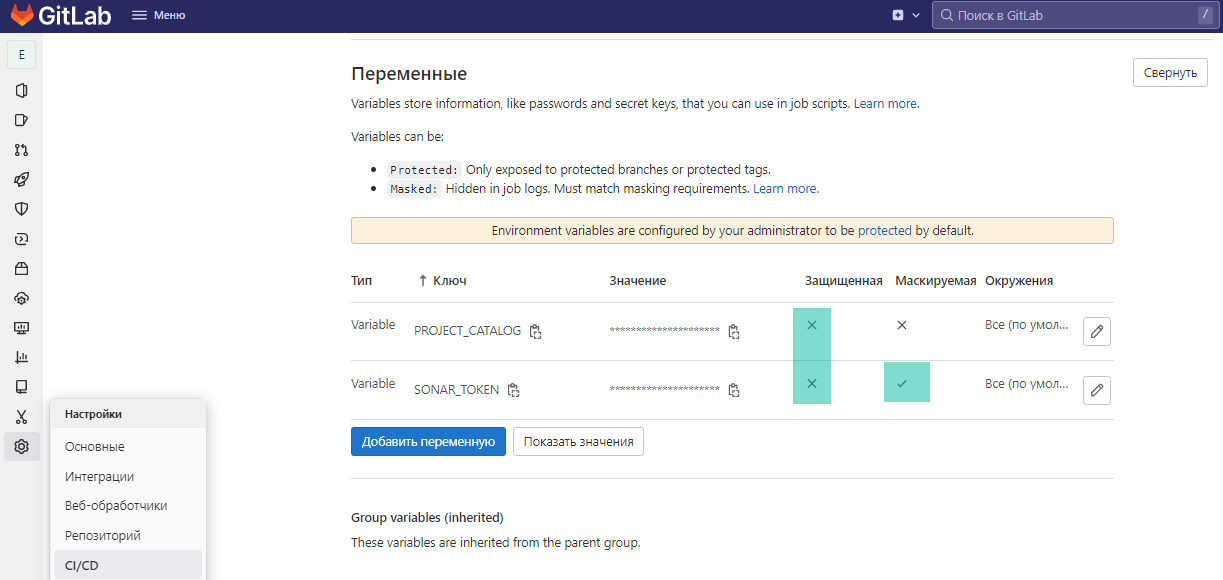 GitLab
Меню
Поиск в GitLab
/
E
Переменные
Свернуть
Variables store information, like passwords and secret keys, that you can use in job scripts. Learn more.
Variables can be:
Protected: Only exposed to protected branches or protected tags.
Masked: Hidden in job logs. Must match masking requirements. Learn more.
Environment variables are configured by your administrator to be protected by default.
Тип ↑ Ключ Значение Защищенная Маскируемая Окружения
Variable PROJECT_CATALOG ********************* Все (по умол...
Variable SONAR_TOKEN ********************* Все (по умол...
Добавить переменную Показать значения
Group variables (inherited)
These variables are inherited from the parent group.
Настройки
Основные
Интеграции
Веб-обработчики
Репозиторий
CI/CD